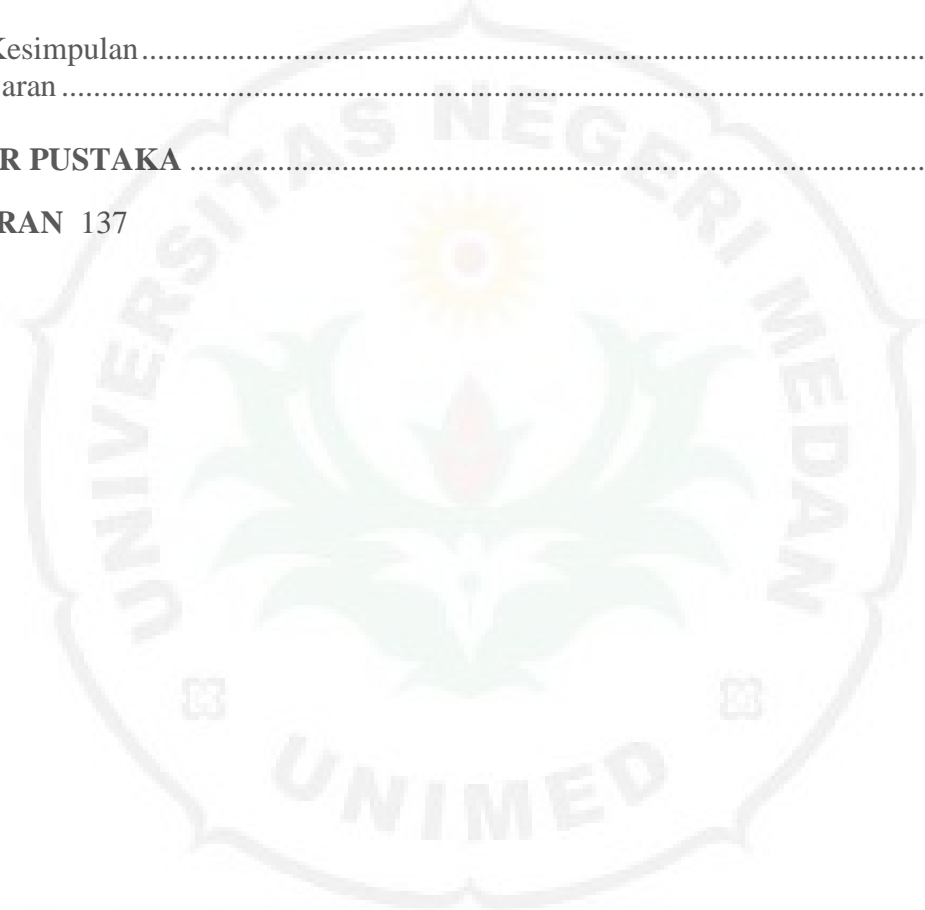 Kesimpulan.......................................................................................................
aran.......................................................................................................
R PUSTAKA.......................................................................................................
RAN 137
UNIVERSITAS NEGERI MEDAN
UNIMED